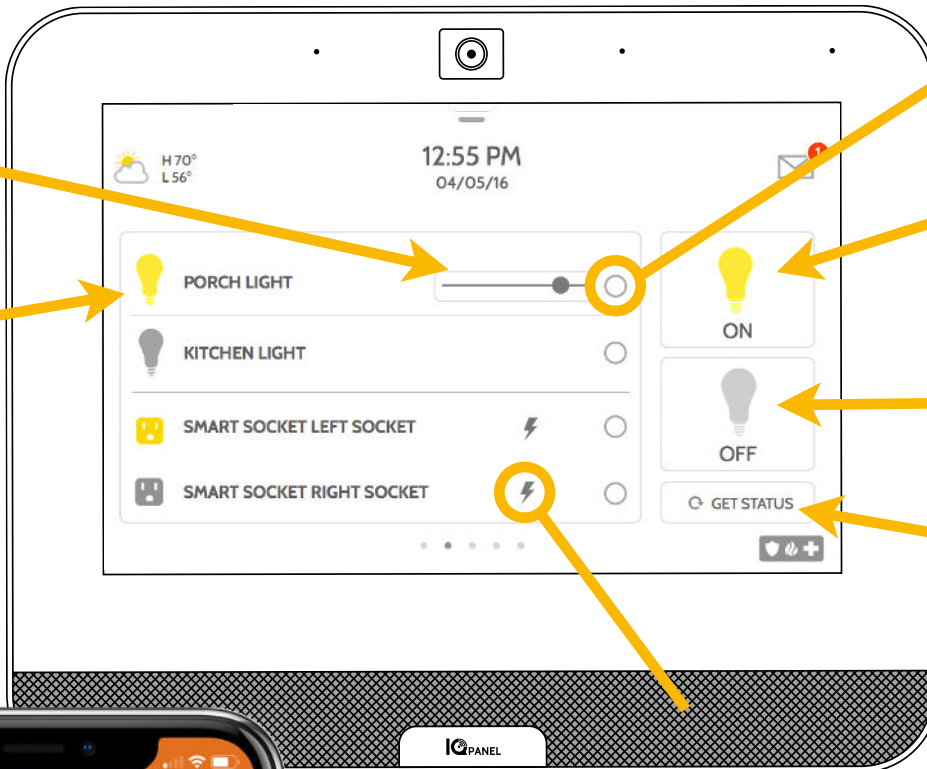 H 70°
L 56°
12:55 PM
04/05/16
1
PORCH LIGHT
KITCHEN LIGHT
SMART SOCKET LEFT SOCKET
SMART SOCKET RIGHT SOCKET
ON
OFF
GET STATUS
IQ PANEL